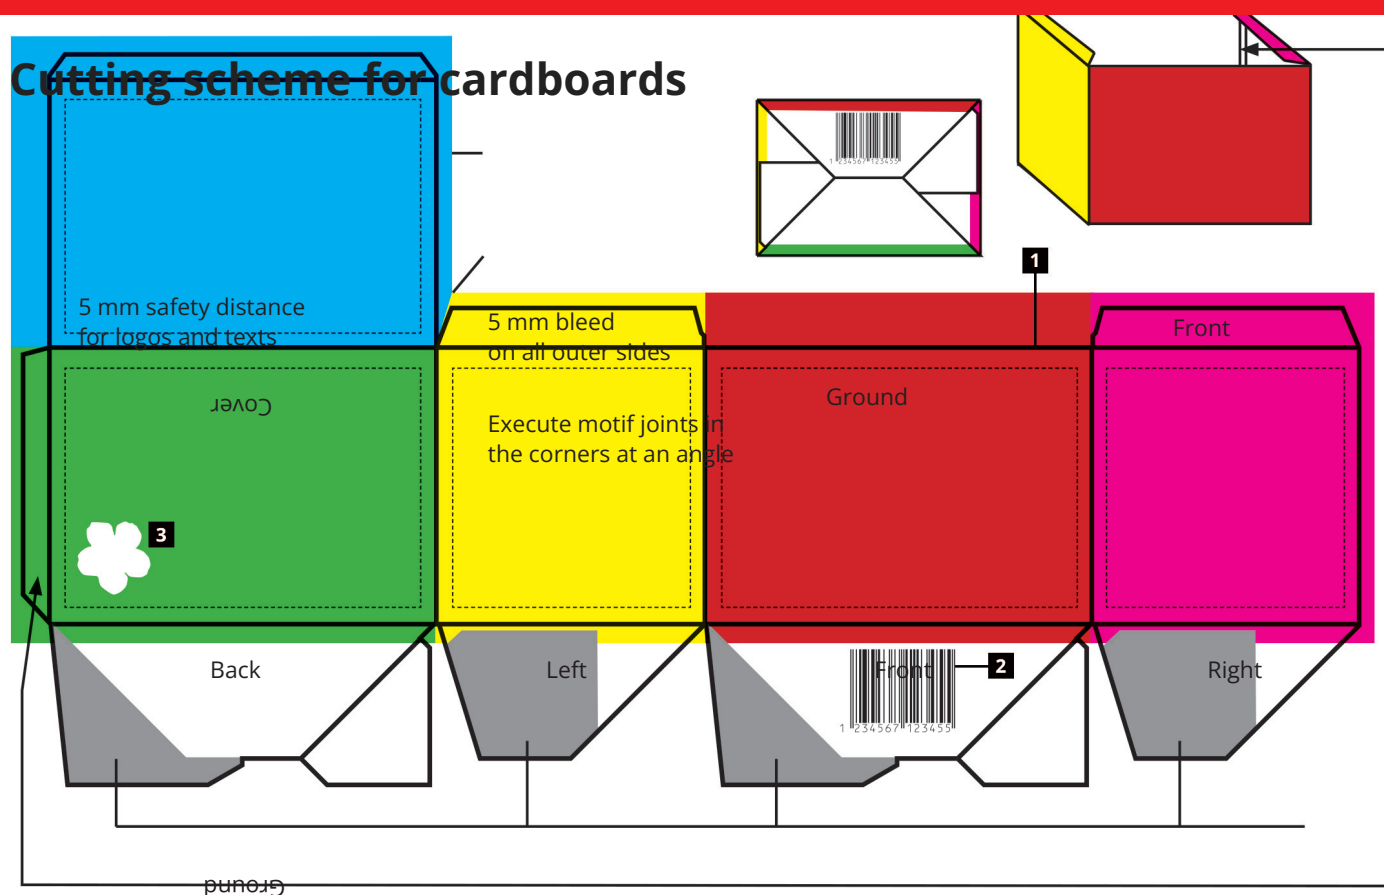 Cutting scheme for cardboards
1 234567 123455
1
5 mm safety distance
for logos and texts
5 mm bleed
on all outer sides
Front
Cover
Ground
Execute motif joints in
the corners at an angle
3
Back
Left
Front
2
Right
1 234567 123455
Ground